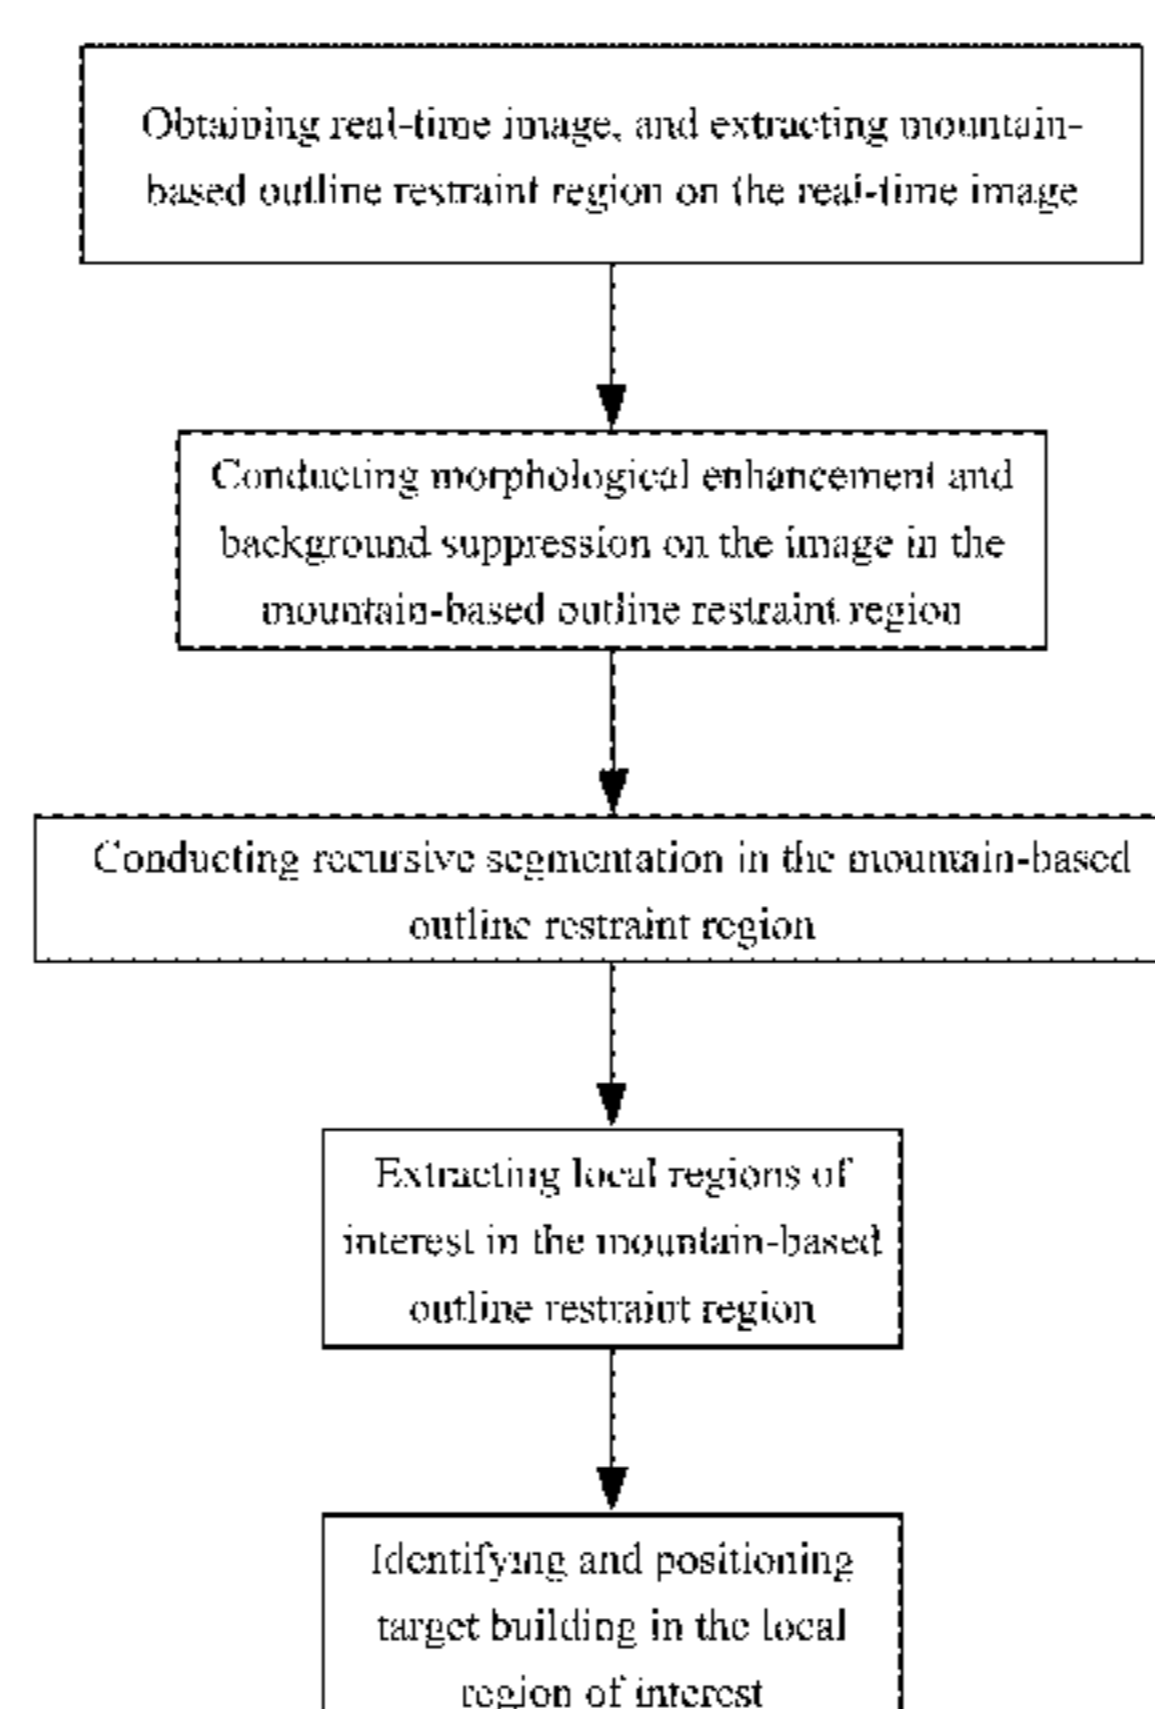 Obtaining real-time image, and extracting mountain-
based outline restraint region on the real-time image
Conducting morphological enhancement and
background suppression on the image in the
mountain-based outline restraint region
Conducting recursive segmentation in the mountain-based
outline restraint region
Extracting local regions of
interest in the mountain-based
outline restraint region
Identifying and positioning
target building in the local
region of interest